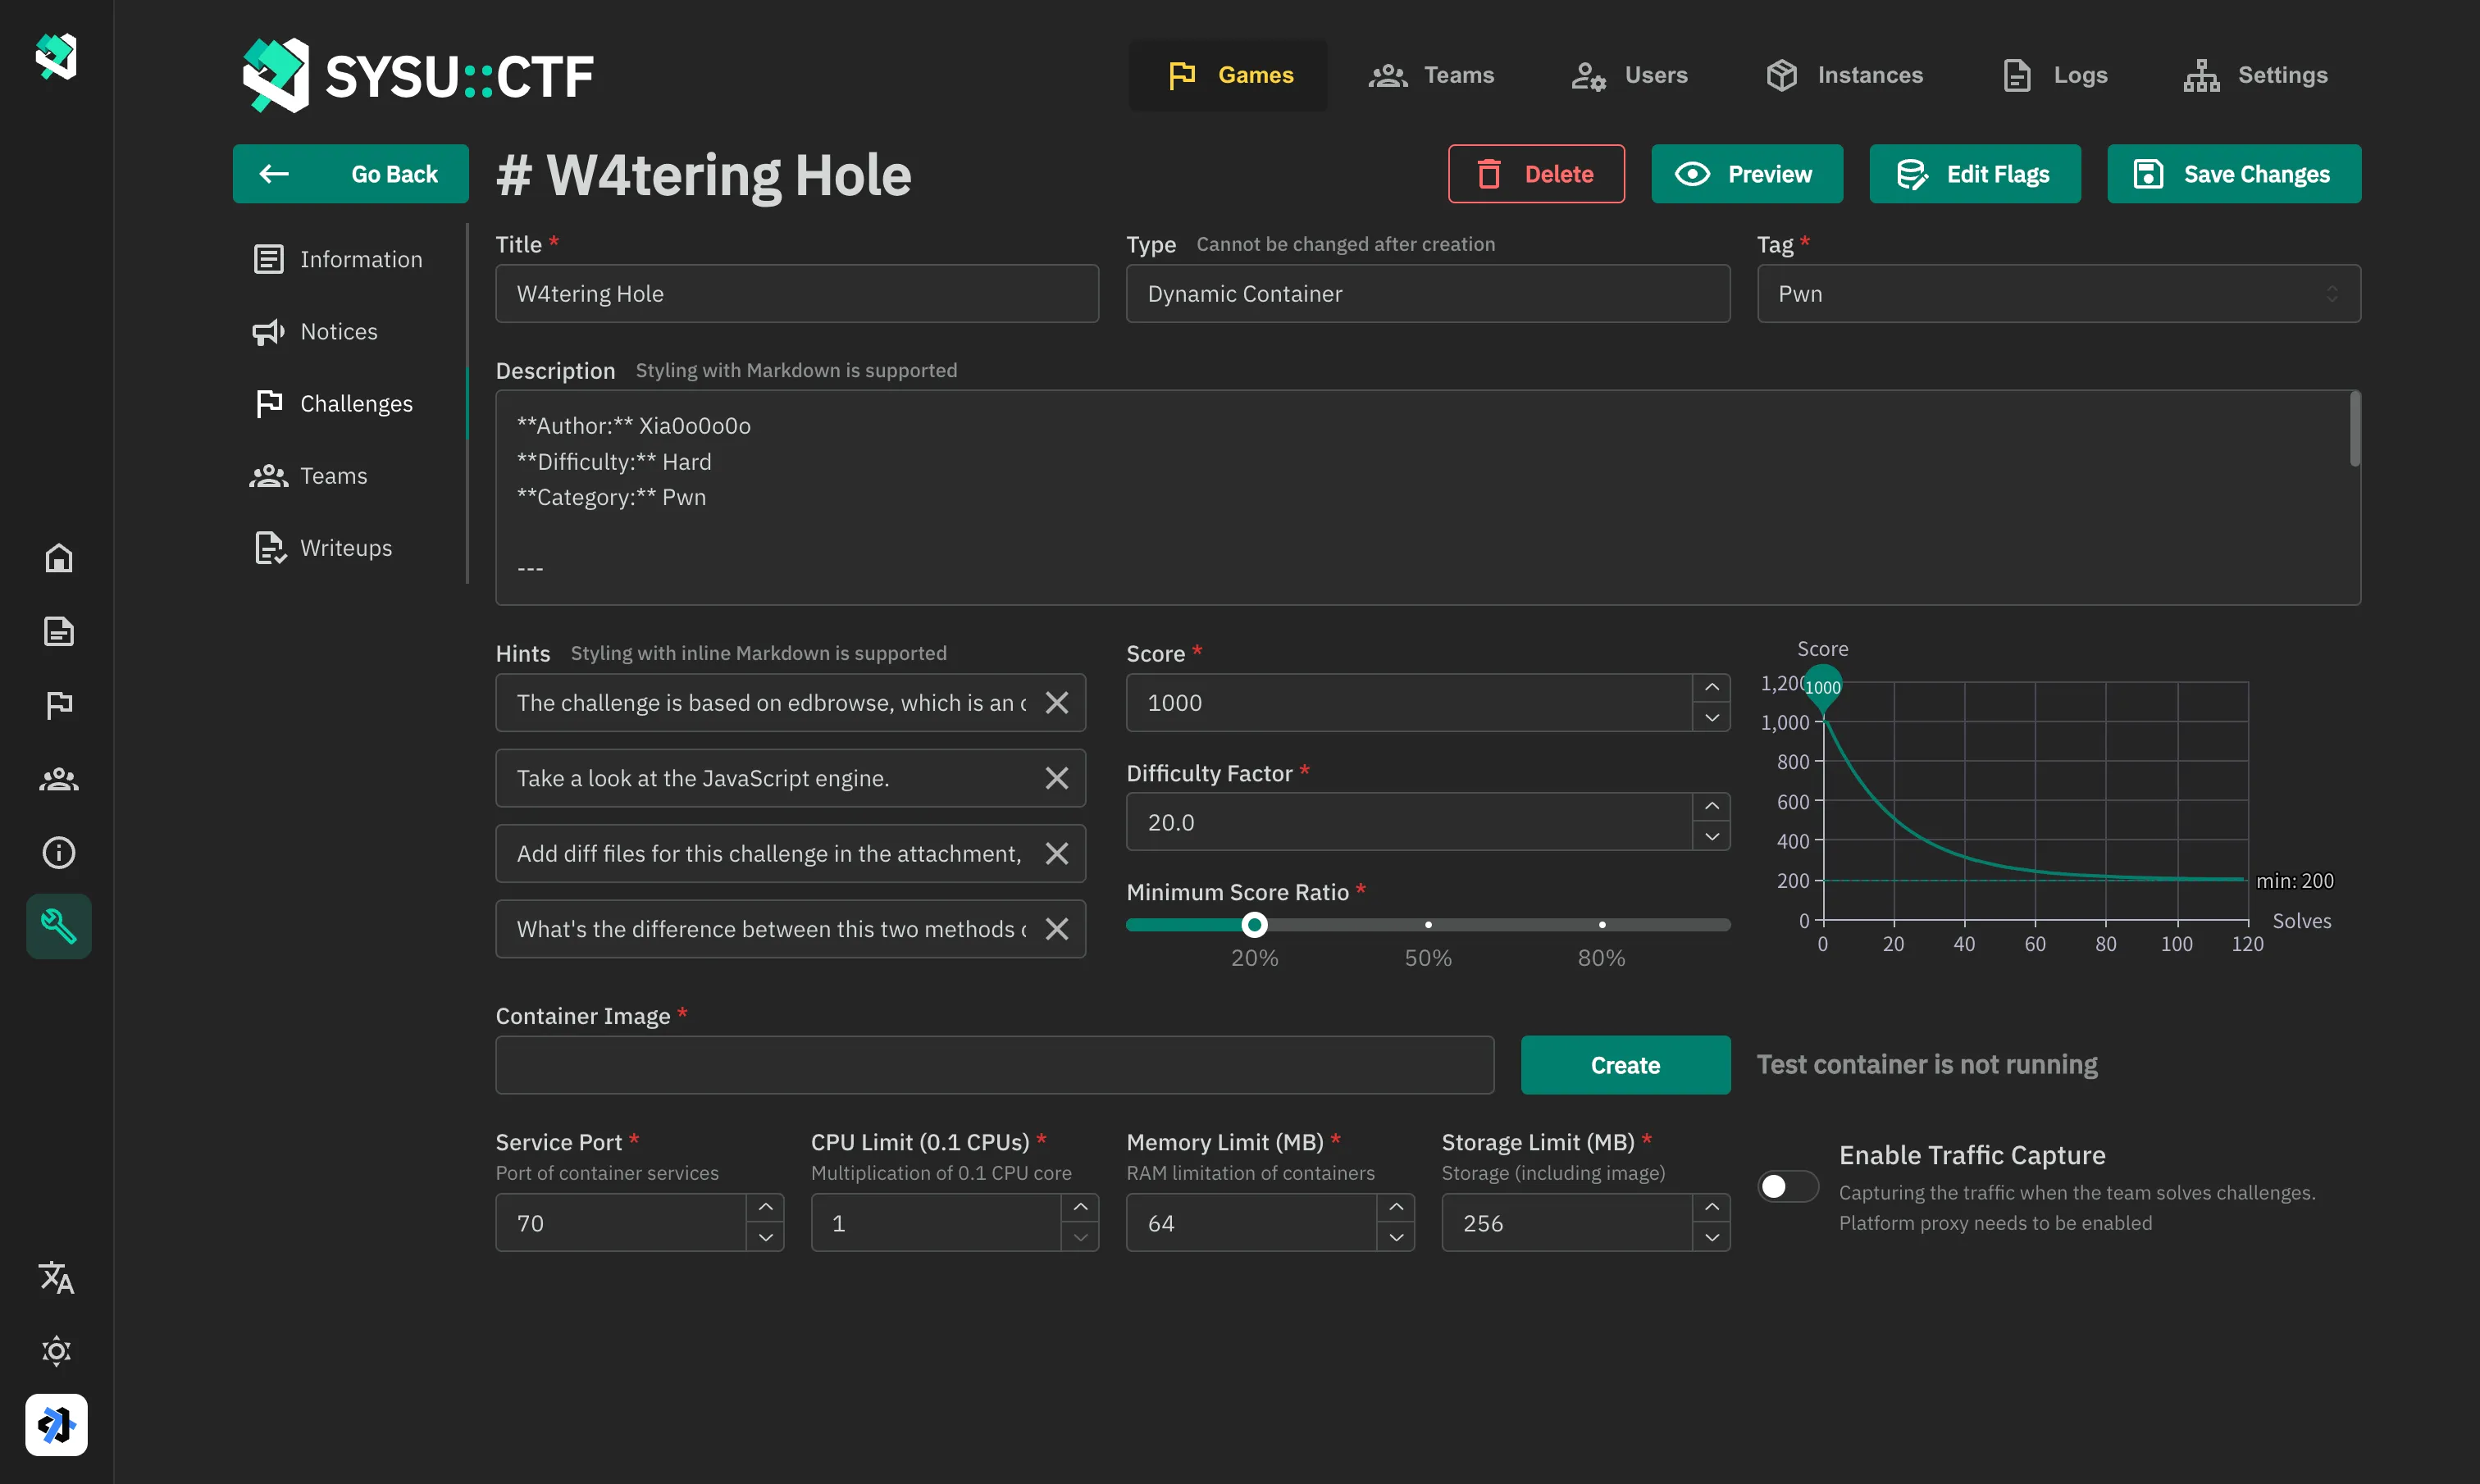 SYSU::CTF
Games
Teams
Users
Instances
Logs
Settings
Go Back
# W4tering Hole
Delete
Preview
Edit Flags
Save Changes
Information
Notices
Challenges
Teams
Writeups
Title *
W4tering Hole
Type Cannot be changed after creation
Dynamic Container
Tag *
Pwn
Description Styling with Markdown is supported
**Author:** Xia0o0o0o
**Difficulty:** Hard
**Category:** Pwn
---
Hints Styling with inline Markdown is supported
The challenge is based on edbrowse, which is an
Take a look at the JavaScript engine.
Add diff files for this challenge in the attachment,
What's the difference between this two methods
Score *
1000
Difficulty Factor *
20.0
Minimum Score Ratio *
20%
50%
80%
Score
1000
1,000
800
600
400
200
0
min: 200
Solves
0 20 40 60 80 100 120
Container Image *
Create
Test container is not running
Service Port *
Port of container services
70
CPU Limit (0.1 CPUs) *
Multiplication of 0.1 CPU core
1
Memory Limit (MB) *
RAM limitation of containers
64
Storage Limit (MB) *
Storage (including image)
256
Enable Traffic Capture
Capturing the traffic when the team solves challenges.
Platform proxy needs to be enabled